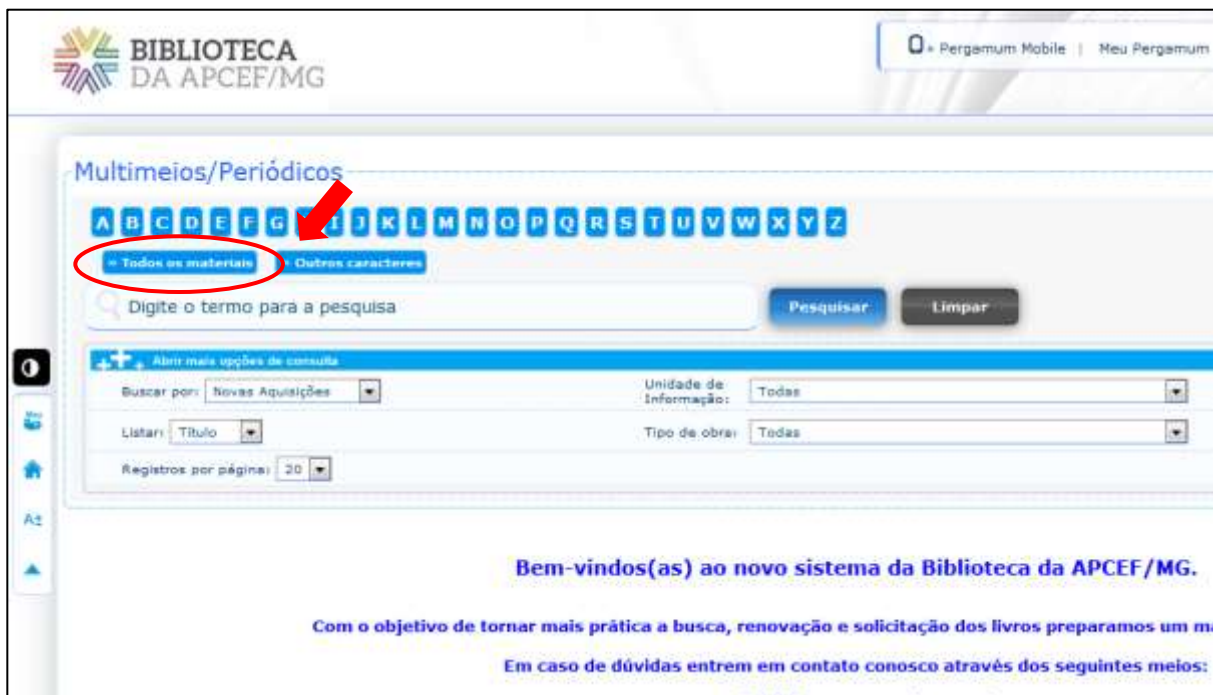 BIBLIOTECA
DA APCEF/MG
Pergamum Mobile | Meu Pergamum
Multimeios/Periódicos
A B C D E F G I J K L M N O P Q R S T U V W X Y Z
Todos os materiais Outros caracteres
Digite o termo para a pesquisa Pesquisar Limpar
Abrir mais opções de consulta
Buscar por: Novas Aquisições Unidade de Informação: Todas
Listar: Título Tipo de obra: Todas
Registros por página: 20
A±
Bem-vindos(as) ao novo sistema da Biblioteca da APCEF/MG.
Com o objetivo de tornar mais prática a busca, renovação e solicitação dos livros preparamos um ma
Em caso de dúvidas entrem em contato conosco através dos seguintes meios: